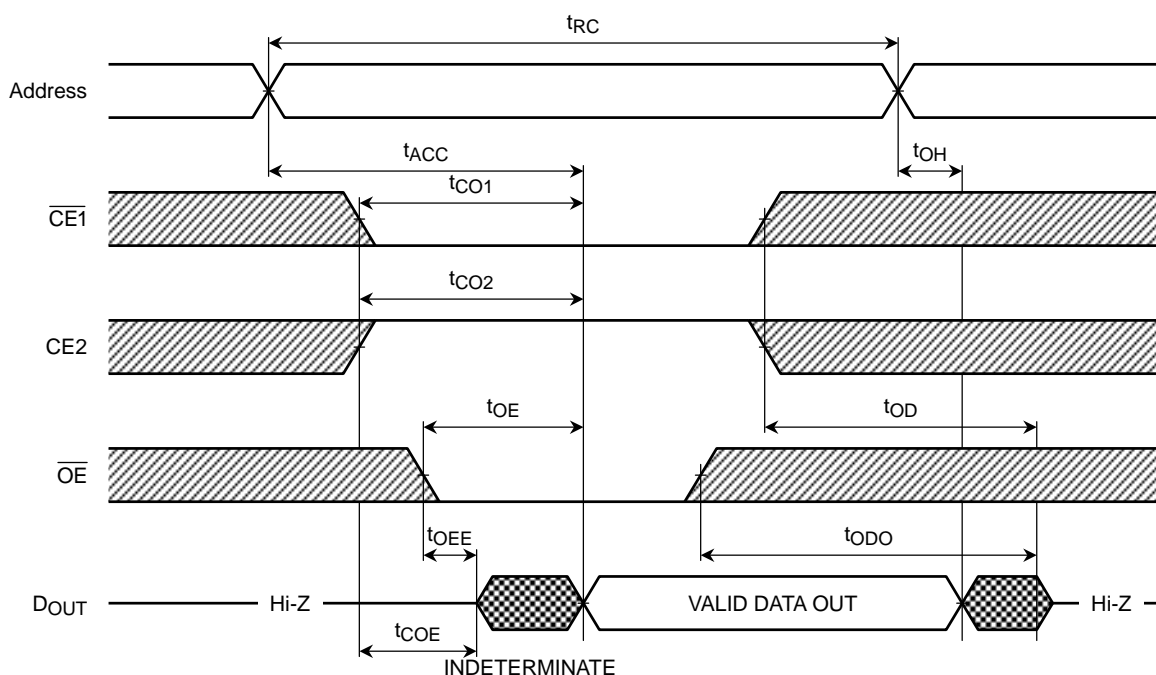 tRC
Address
tACC
tOH
tCO1
CE1
tCO2
CE2
tOE
tOD
OE
tOEE
tODO
DOUT
Hi-Z
VALID DATA OUT
Hi-Z
tCOE
INDETERMINATE